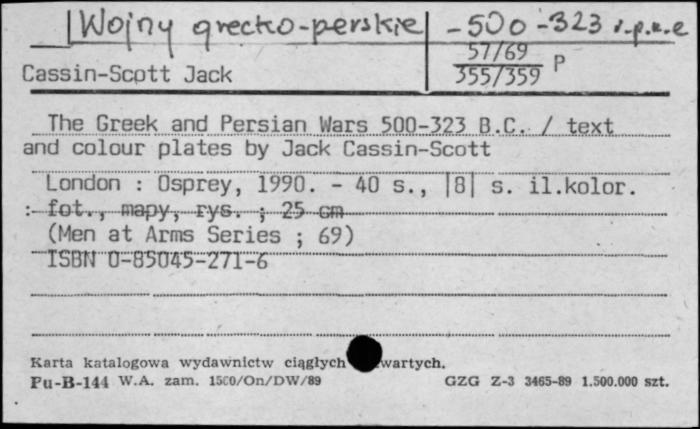 |Wojny grecko-perskie| - 500 - 323 r.p.n.e
57/69
355/359 P
Cassin-Scott Jack
The Greek and Persian Wars 500-323 B.C. / text
and colour plates by Jack Cassin-Scott
London : Osprey, 1990. - 40 s., |8| s. il.kolor.
: fot., mapy, rys. ; 25 cm
(Men at Arms Series ; 69)
ISBN 0-85045-271-6
Karta katalogowa wydawnictw ciągłych wartych.
Pu-B-144 W.A. zam. 1500/On/DW/89 GZG Z-3 3465-89 1.500.000 szt.